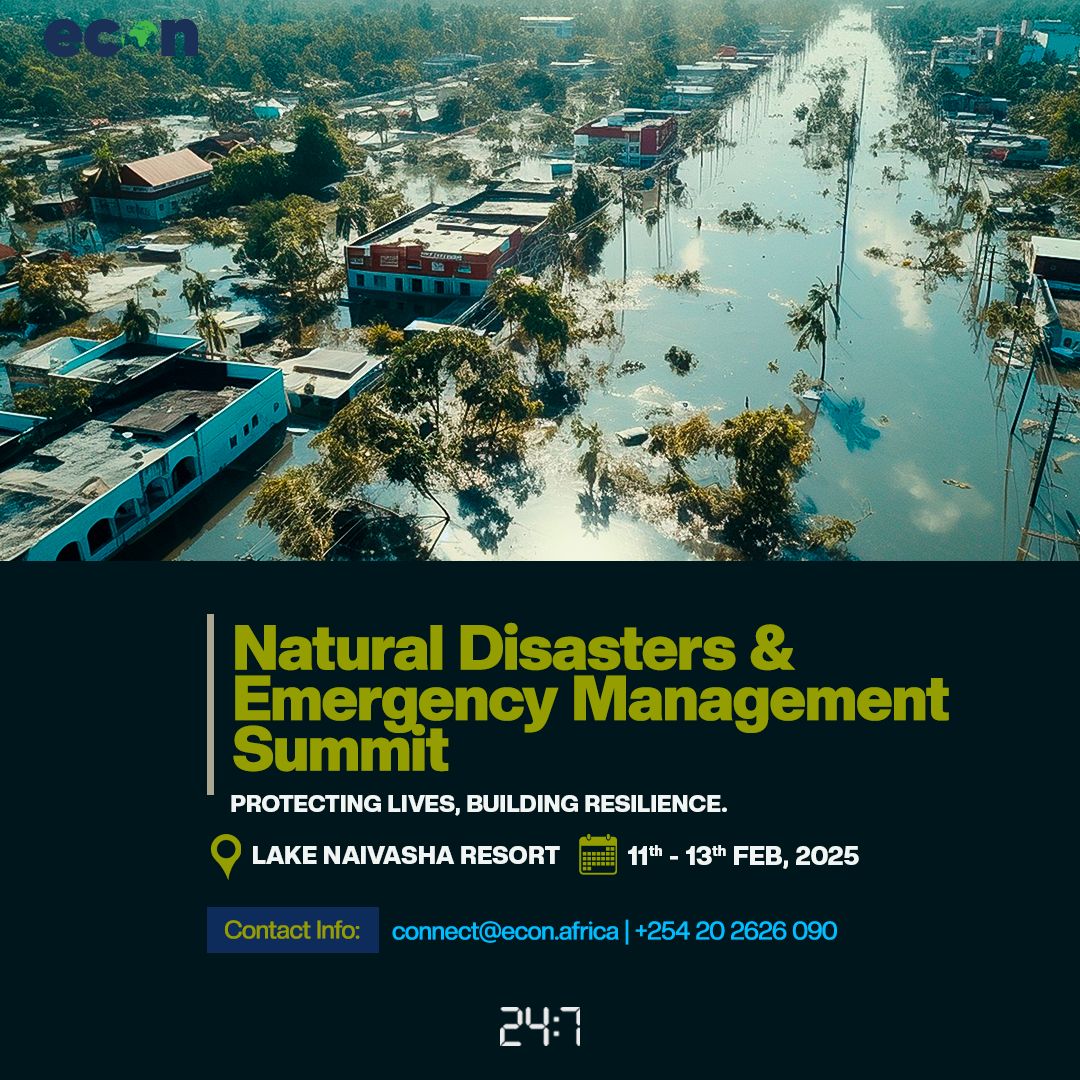 econ
Natural Disasters &
Emergency Management
Summit
PROTECTING LIVES, BUILDING RESILIENCE.
LAKE NAIVASHA RESORT 11th - 13th FEB, 2025
Contact Info: connect@econ.africa | +254 20 2626 090
24:7